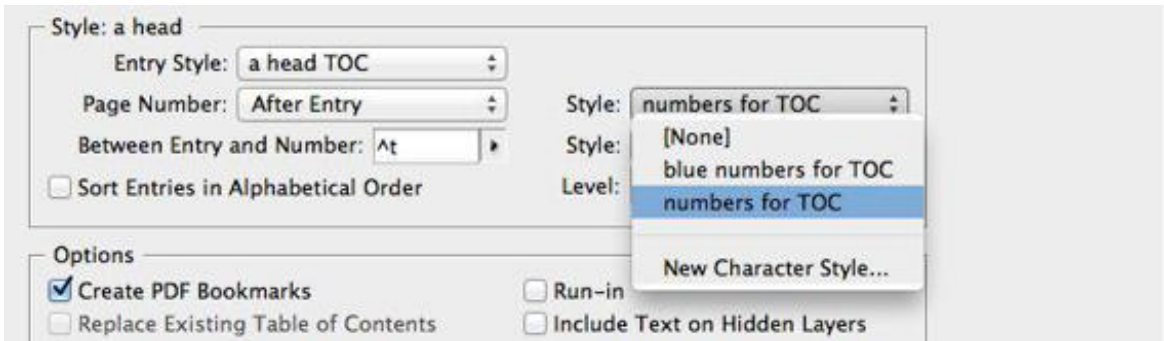 Style: a head
Entry Style: a head TOC
Page Number: After Entry Style: numbers for TOC
[None]
Between Entry and Number: ^t Style:
blue numbers for TOC
Sort Entries in Alphabetical Order Level:
numbers for TOC
New Character Style...
Options
Create PDF Bookmarks Run-in
Replace Existing Table of Contents Include Text on Hidden Layers